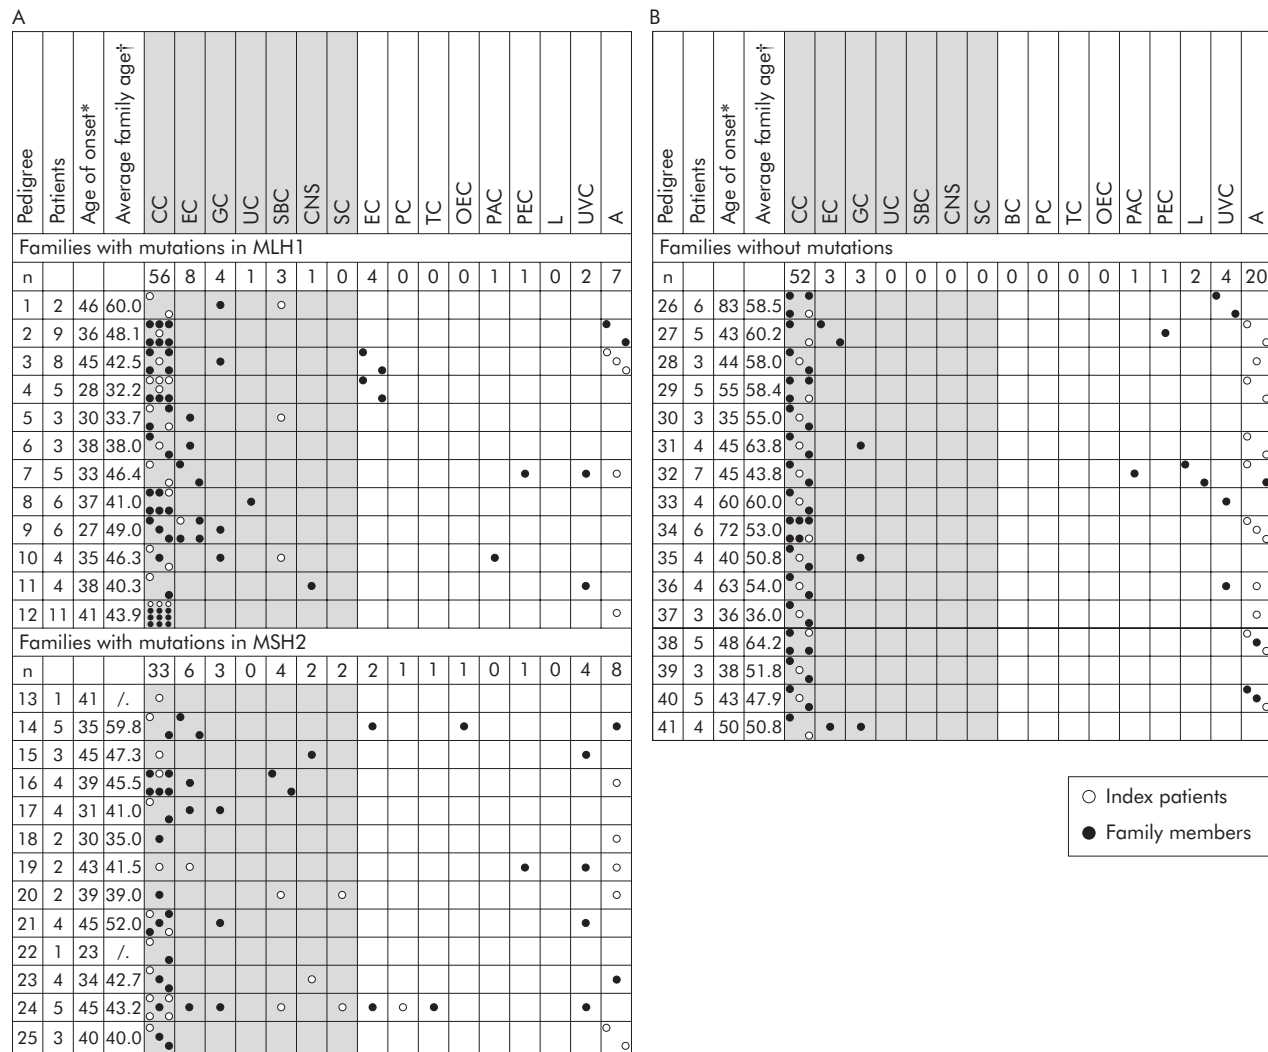 A
Pedigree Patients Age of onset* Average family age† CC EC GC UC SBC CNS SC EC PC TC OEC PAC PEC L UVC A
Families with mutations in MLH1
n 56 8 4 1 3 1 0 4 0 0 0 1 1 0 2 7
1 2 46 60.0
2 9 36 48.1
3 8 45 42.5
4 5 28 32.2
5 3 30 33.7
6 3 38 38.0
7 5 33 46.4
8 6 37 41.0
9 6 27 49.0
10 4 35 46.3
11 4 38 40.3
12 11 41 43.9
Families with mutations in MSH2
n 33 6 3 0 4 2 2 2 1 1 1 0 1 0 4 8
13 1 41 /.
14 5 35 59.8
15 3 45 47.3
16 4 39 45.5
17 4 31 41.0
18 2 30 35.0
19 2 43 41.5
20 2 39 39.0
21 4 45 52.0
22 1 23 /.
23 4 34 42.7
24 5 45 43.2
25 3 40 40.0
B
Pedigree Patients Age of onset* Average family age† CC EC GC UC SBC CNS SC BC PC TC OEC PAC PEC L UVC A
Families without mutations
52 3 3 0 0 0 0 0 0 0 0 1 1 2 4 20
26 6 83 58.5
27 5 43 60.2
28 3 44 58.0
29 5 55 58.4
30 3 35 55.0
31 4 45 63.8
32 7 45 43.8
33 4 60 60.0
34 6 72 53.0
35 4 40 50.8
36 4 63 54.0
37 3 36 36.0
38 5 48 64.2
39 3 38 51.8
40 5 43 47.9
41 4 50 50.8
Index patients
Family members